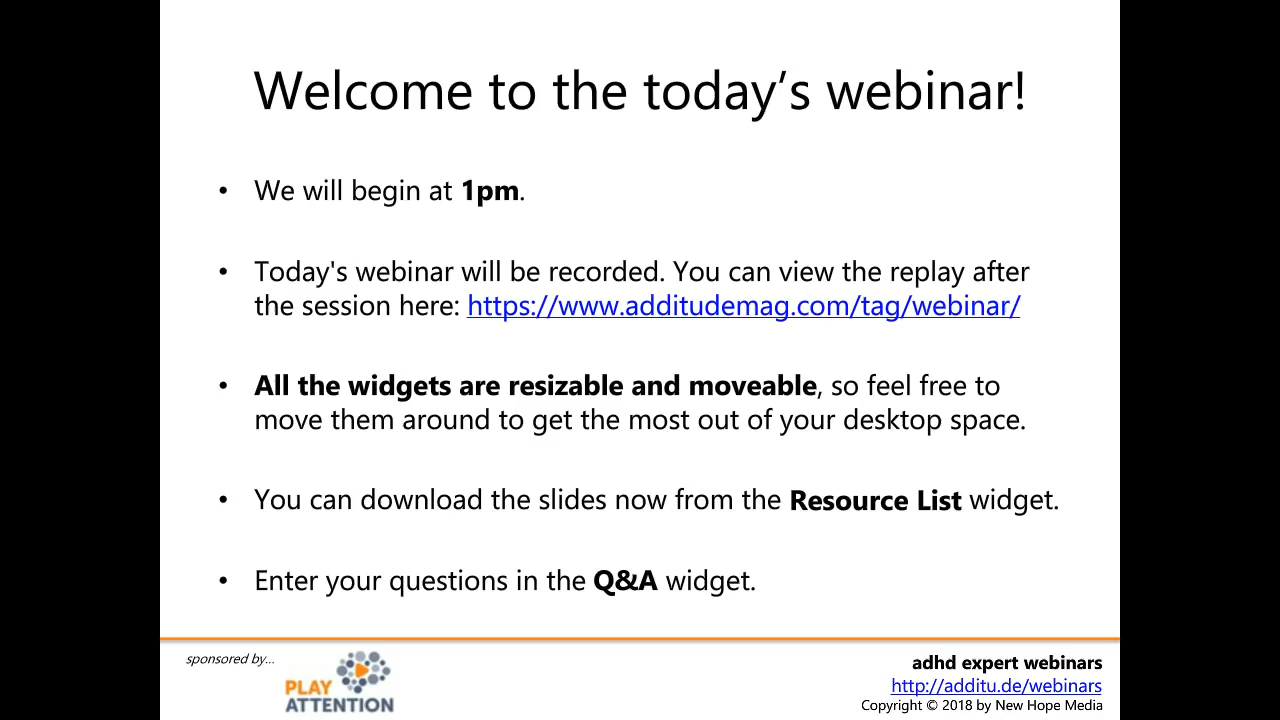 Welcome to the today’s webinar!
• We will begin at 1pm.
• Today's webinar will be recorded. You can view the replay after
the session here: https://www.additudemag.com/tag/webinar/
• All the widgets are resizable and moveable, so feel free to
move them around to get the most out of your desktop space.
• You can download the slides now from the Resource List widget.
• Enter your questions in the Q&A widget.
sponsored by…
PLAY
ATTENTION
adhd expert webinars
http://additu.de/webinars
Copyright © 2018 by New Hope Media